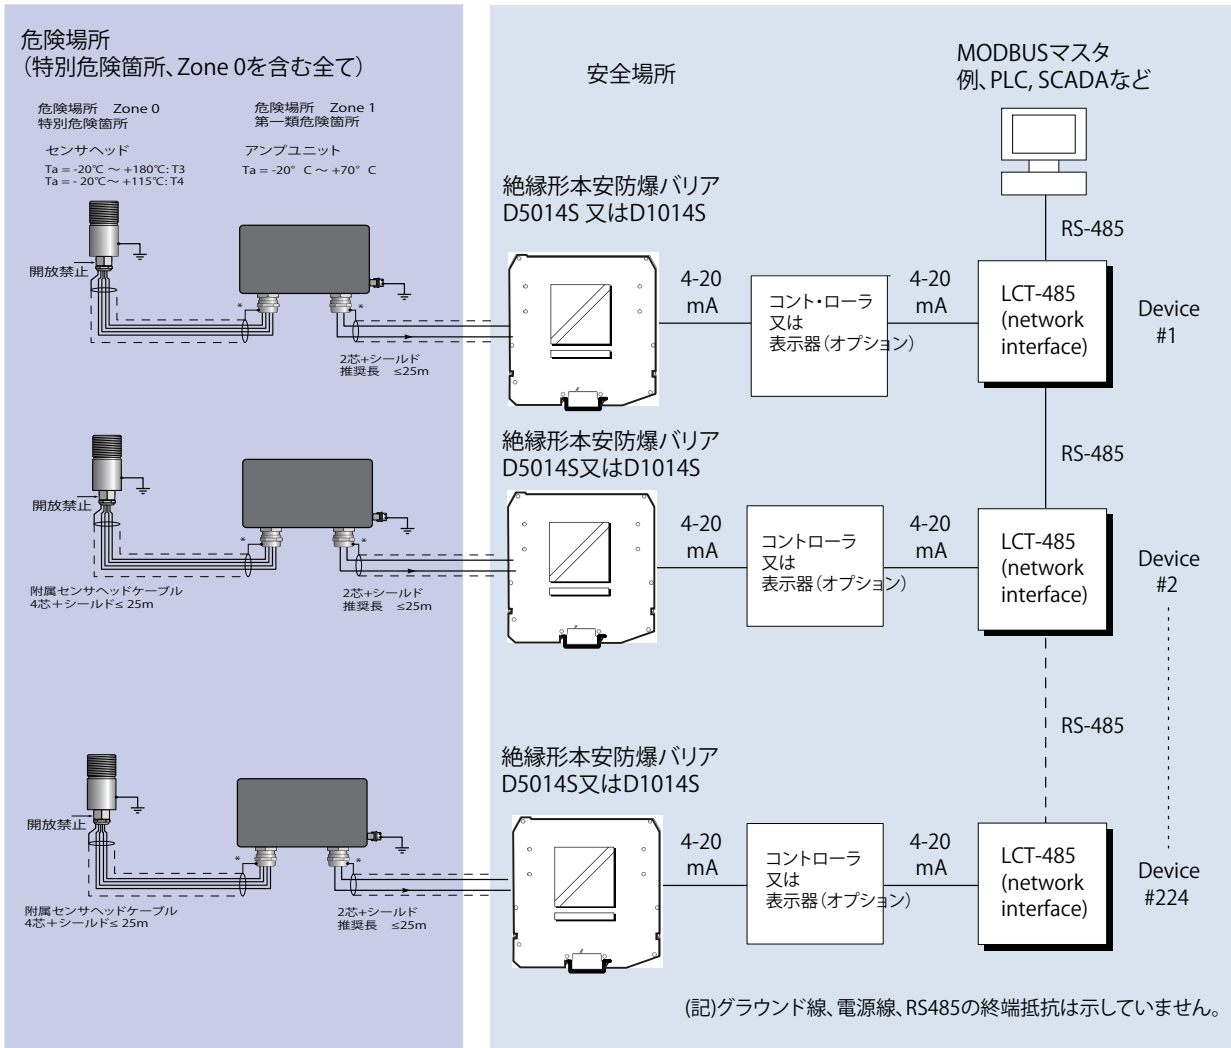 危険場所
（特別危険箇所、Zone 0を含む全て）
危険場所 Zone 0
特別危険箇所
危険場所 Zone 1
第一類危険箇所
センサヘッド
Ta = -20℃ ～ +180℃: T3
Ta = - 20℃～ +115℃: T4
アンプユニット
Ta = -20° C ～ +70° C
安全場所
MODBUSマスタ
例、PLC, SCADAなど
RS-485
絶縁形本安防爆バリア
D5014S 又はD1014S
開放禁止
*
*
2芯+シールド
推奨長 ≤25m
4-20
mA
コント・ローラ
又は
表示器（オプション）
4-20
mA
LCT-485
(network
interface)
Device
#1
RS-485
絶縁形本安防爆バリア
D5014S又はD1014S
開放禁止
*
*
附属センサヘッドケーブル
4芯＋シールド≤ 25m
2芯+シールド
推奨長 ≤25m
4-20
mA
コントローラ
又は
表示器（オプション）
4-20
mA
LCT-485
(network
interface)
Device
#2
RS-485
絶縁形本安防爆バリア
D5014S又はD1014S
開放禁止
*
*
附属センサヘッドケーブル
4芯＋シールド≤ 25m
2芯+シールド
推奨長 ≤25m
4-20
mA
コントローラ
又は
表示器（オプション）
4-20
mA
LCT-485
(network
interface)
Device
#224
(記)グラウンド線、電源線、RS485の終端抵抗は示していません。